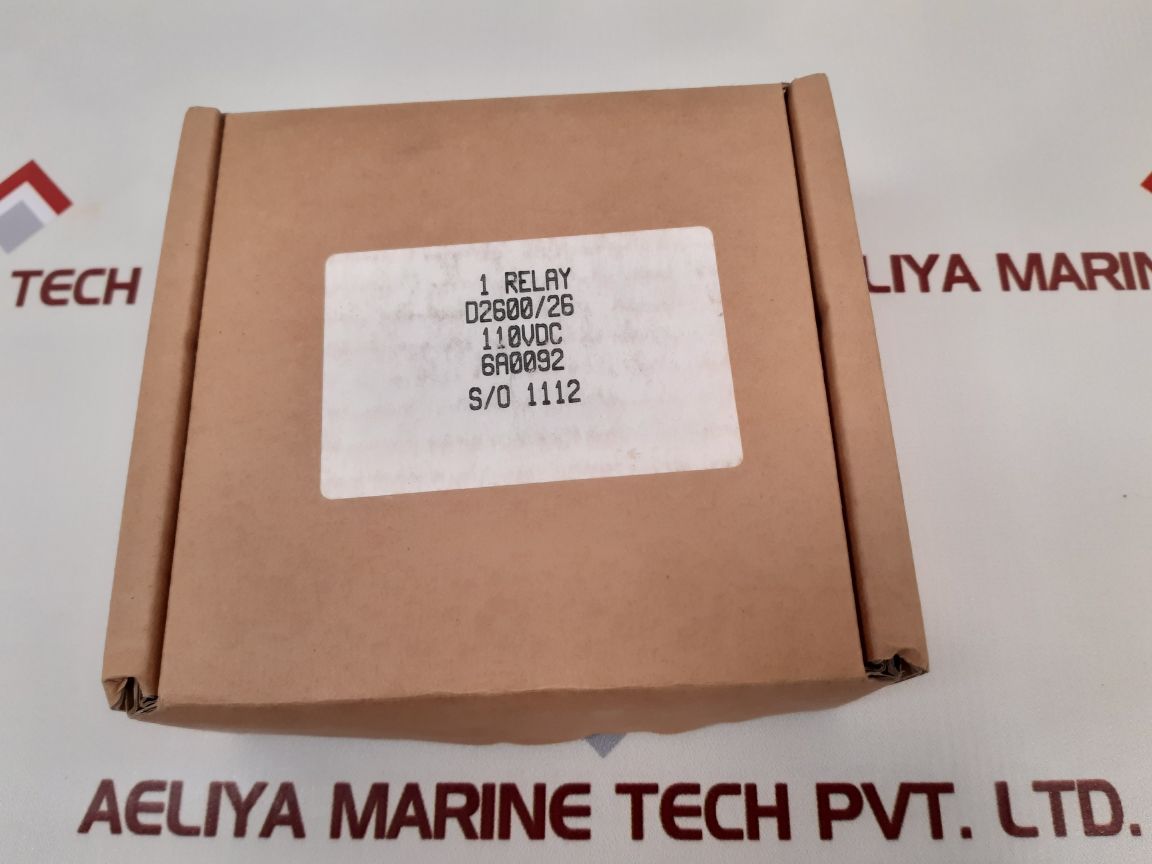 TECH
ELIYA MARIN
1 RELAY
D2600/26
110VDC
6A0092
S/O 1112
AELIYA MARINE TECH PVT. LTD.